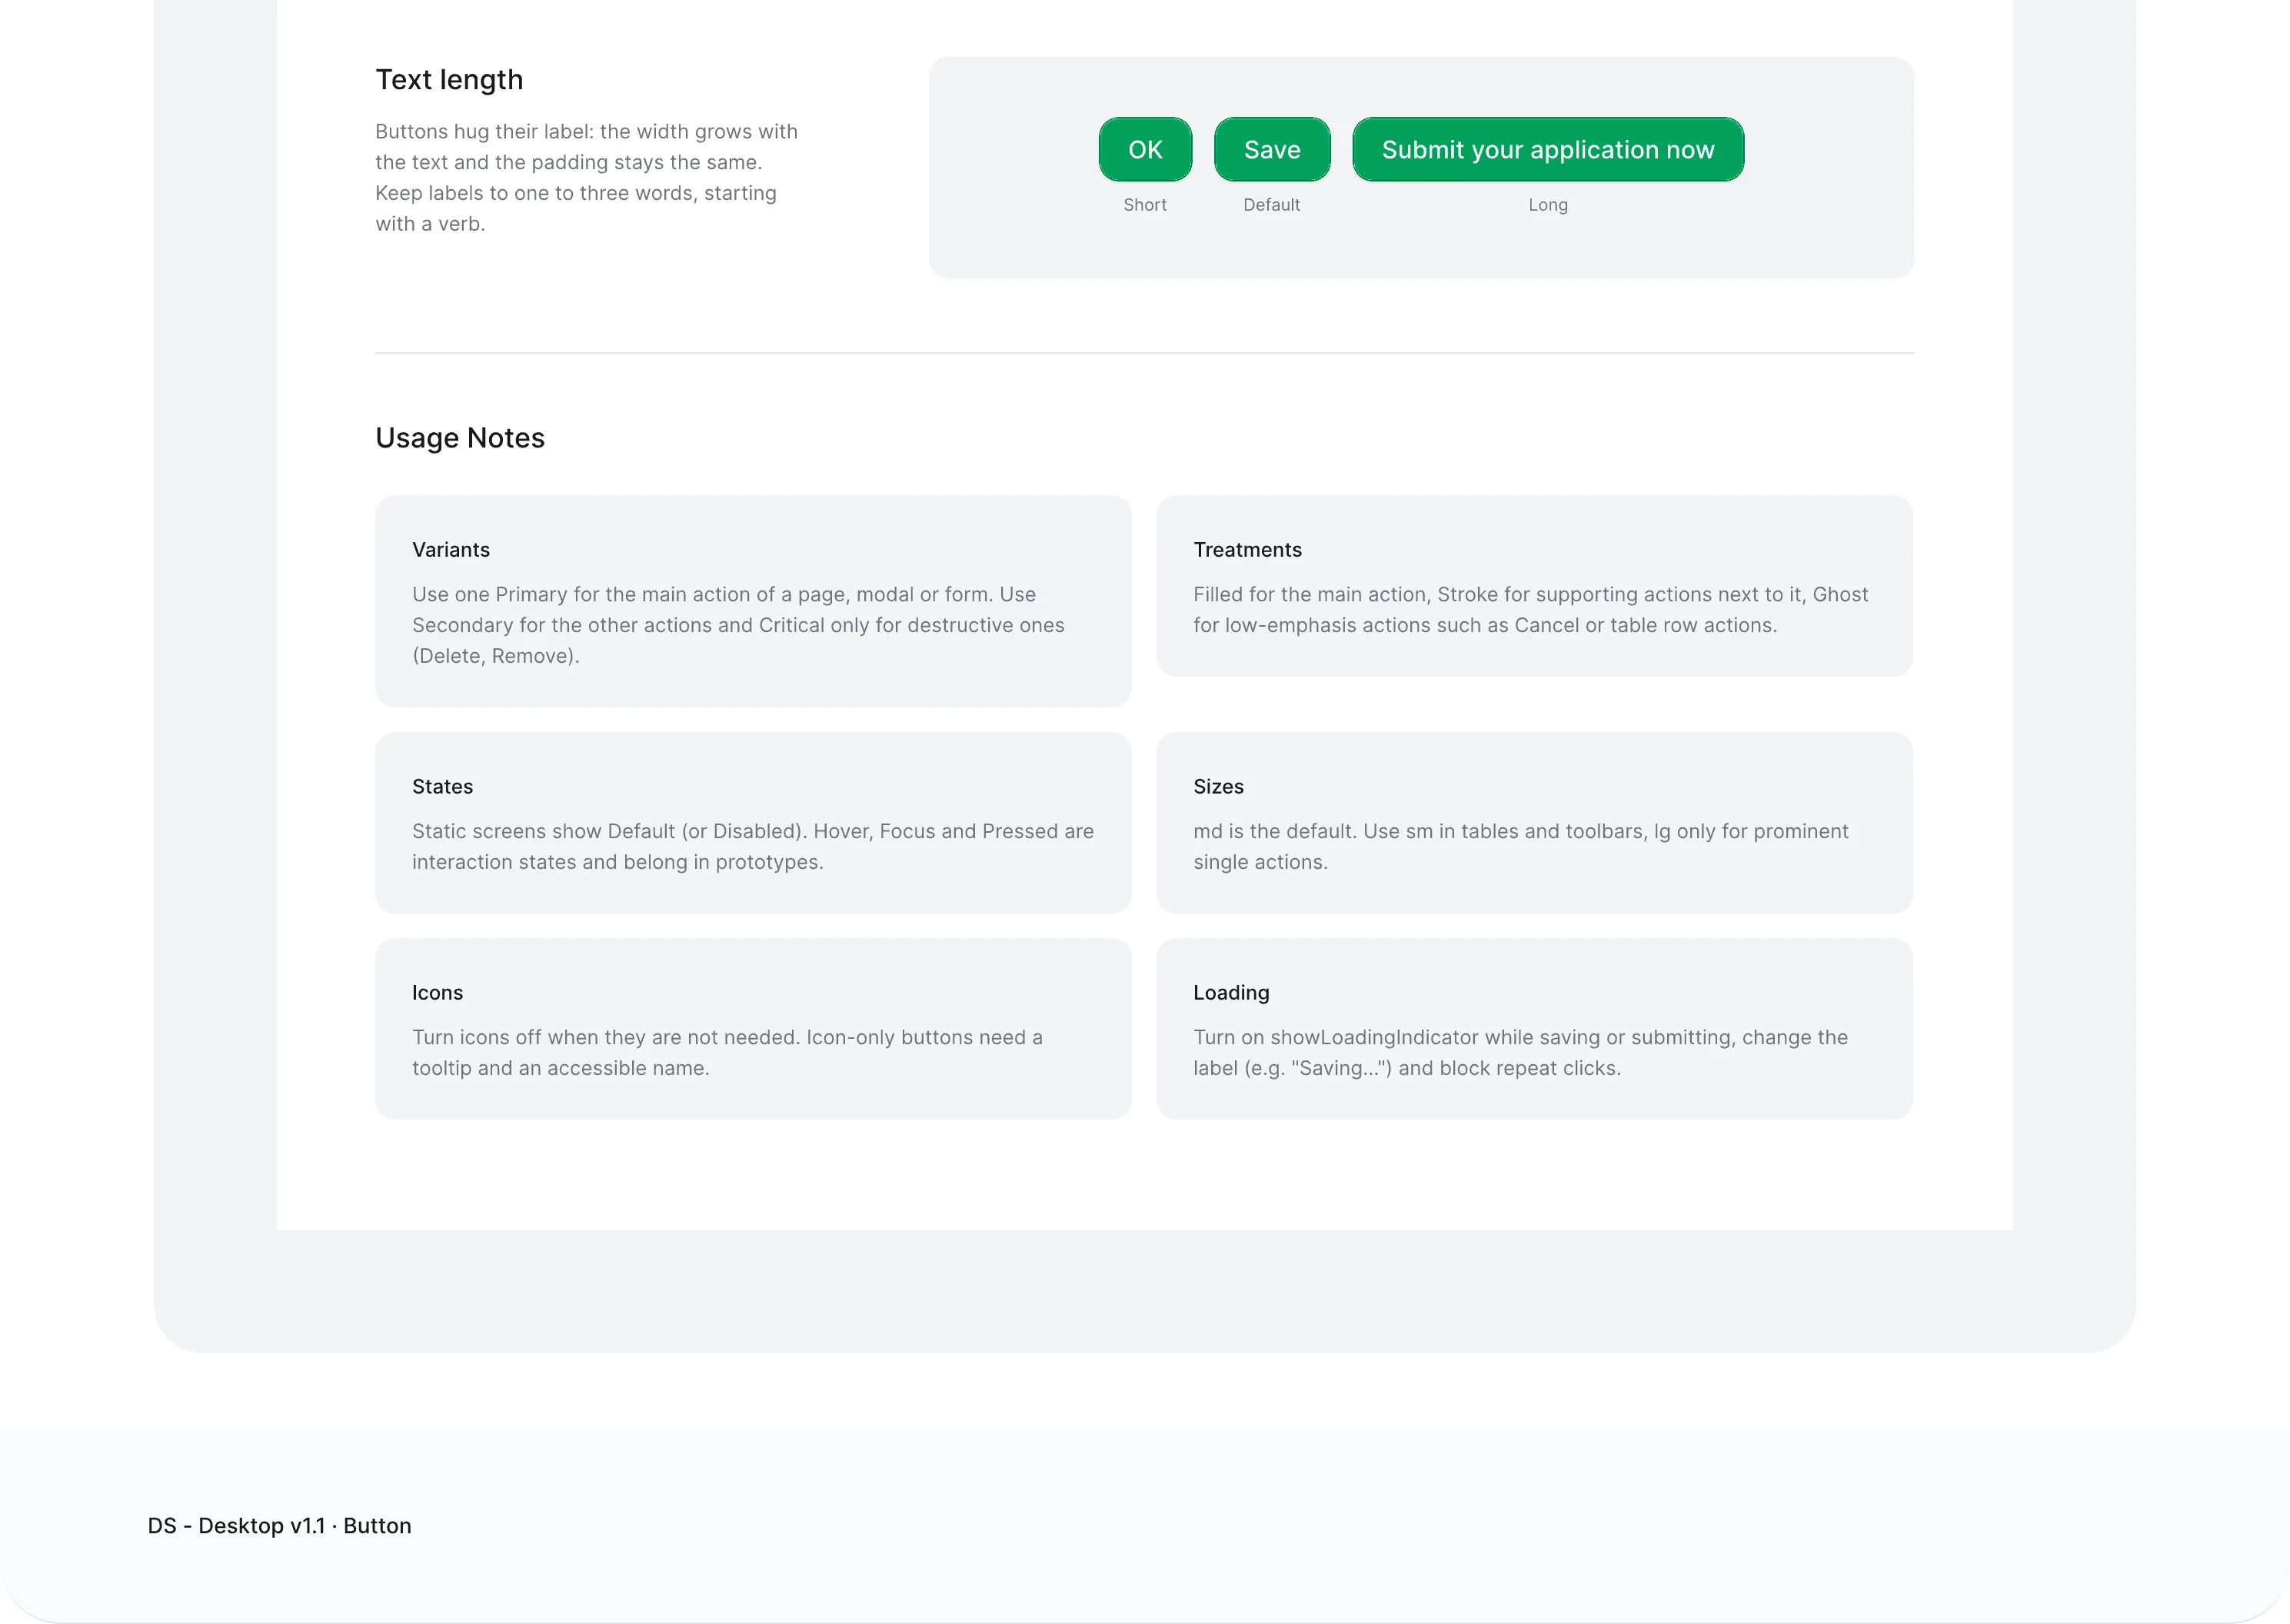 Text length
Buttons hug their label: the width grows with
the text and the padding stays the same.
Keep labels to one to three words, starting
with a verb.
OK
Save
Submit your application now
Short
Default
Long
Usage Notes
Variants
Use one Primary for the main action of a page, modal or form. Use
Secondary for the other actions and Critical only for destructive ones
(Delete, Remove).
Treatments
Filled for the main action, Stroke for supporting actions next to it, Ghost
for low-emphasis actions such as Cancel or table row actions.
States
Static screens show Default (or Disabled). Hover, Focus and Pressed are
interaction states and belong in prototypes.
Sizes
md is the default. Use sm in tables and toolbars, lg only for prominent
single actions.
Icons
Turn icons off when they are not needed. Icon-only buttons need a
tooltip and an accessible name.
Loading
Turn on showLoadingIndicator while saving or submitting, change the
label (e.g. "Saving...") and block repeat clicks.
DS - Desktop v1.1 · Button